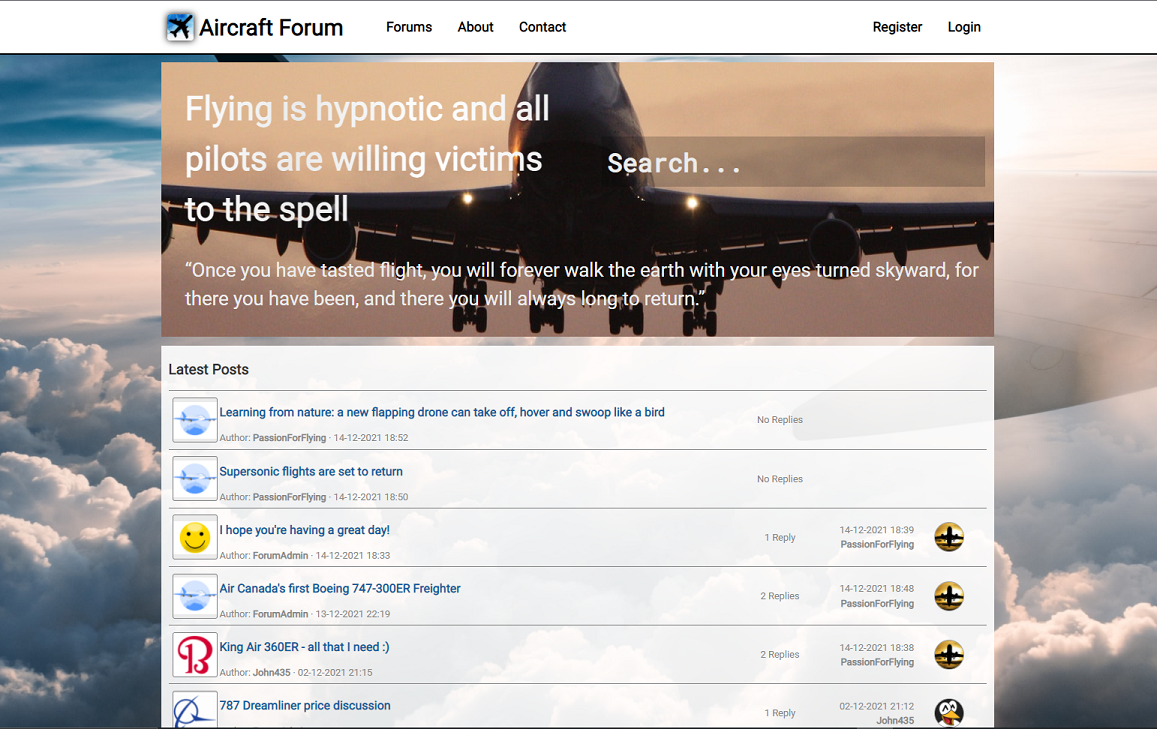 Aircraft Forum
Forums
About
Contact
Register
Login
Flying is hypnotic and all
pilots are willing victims
to the spell
Search...
“Once you have tasted flight, you will forever walk the earth with your eyes turned skyward, for
there you have been, and there you will always long to return.”
Latest Posts
Learning from nature: a new flapping drone can take off, hover and swoop like a bird
Author: PassionForFlying · 14-12-2021 18:52
No Replies
Supersonic flights are set to return
Author: PassionForFlying · 14-12-2021 18:50
No Replies
I hope you're having a great day!
Author: ForumAdmin · 14-12-2021 18:33
1 Reply
14-12-2021 18:39
PassionForFlying
Air Canada's first Boeing 747-300ER Freighter
Author: ForumAdmin · 13-12-2021 22:19
2 Replies
14-12-2021 18:48
PassionForFlying
King Air 360ER - all that I need :)
Author: John435 · 02-12-2021 21:15
2 Replies
14-12-2021 18:38
PassionForFlying
787 Dreamliner price discussion
1 Reply
02-12-2021 21:12
John435